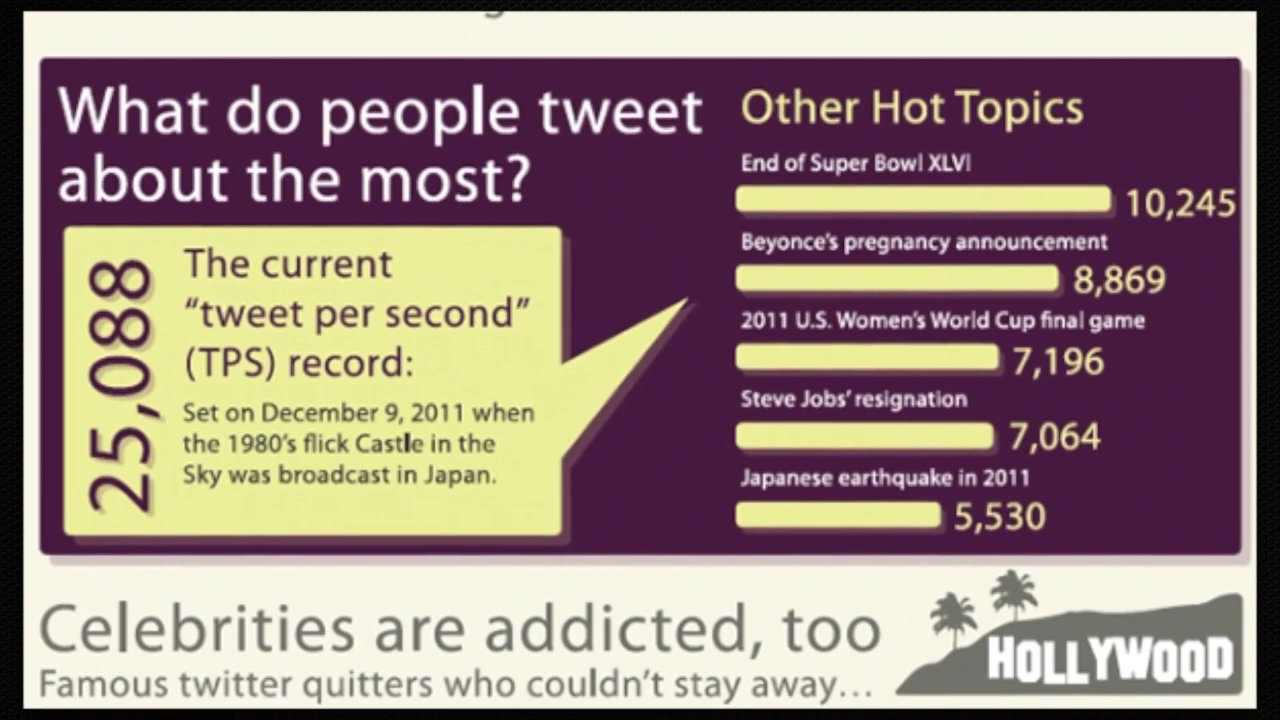 What do people tweet
about the most?
25,088
The current
“tweet per second”
(TPS) record:
Set on December 9, 2011 when
the 1980’s flick Castle in the
Sky was broadcast in Japan.
Other Hot Topics
End of Super Bowl XLVI
10,245
Beyonce’s pregnancy announcement
8,869
2011 U.S. Women’s World Cup final game
7,196
Steve Jobs’ resignation
7,064
Japanese earthquake in 2011
5,530
Celebrities are addicted, too
Famous twitter quitters who couldn’t stay away...
HOLLYWOOD